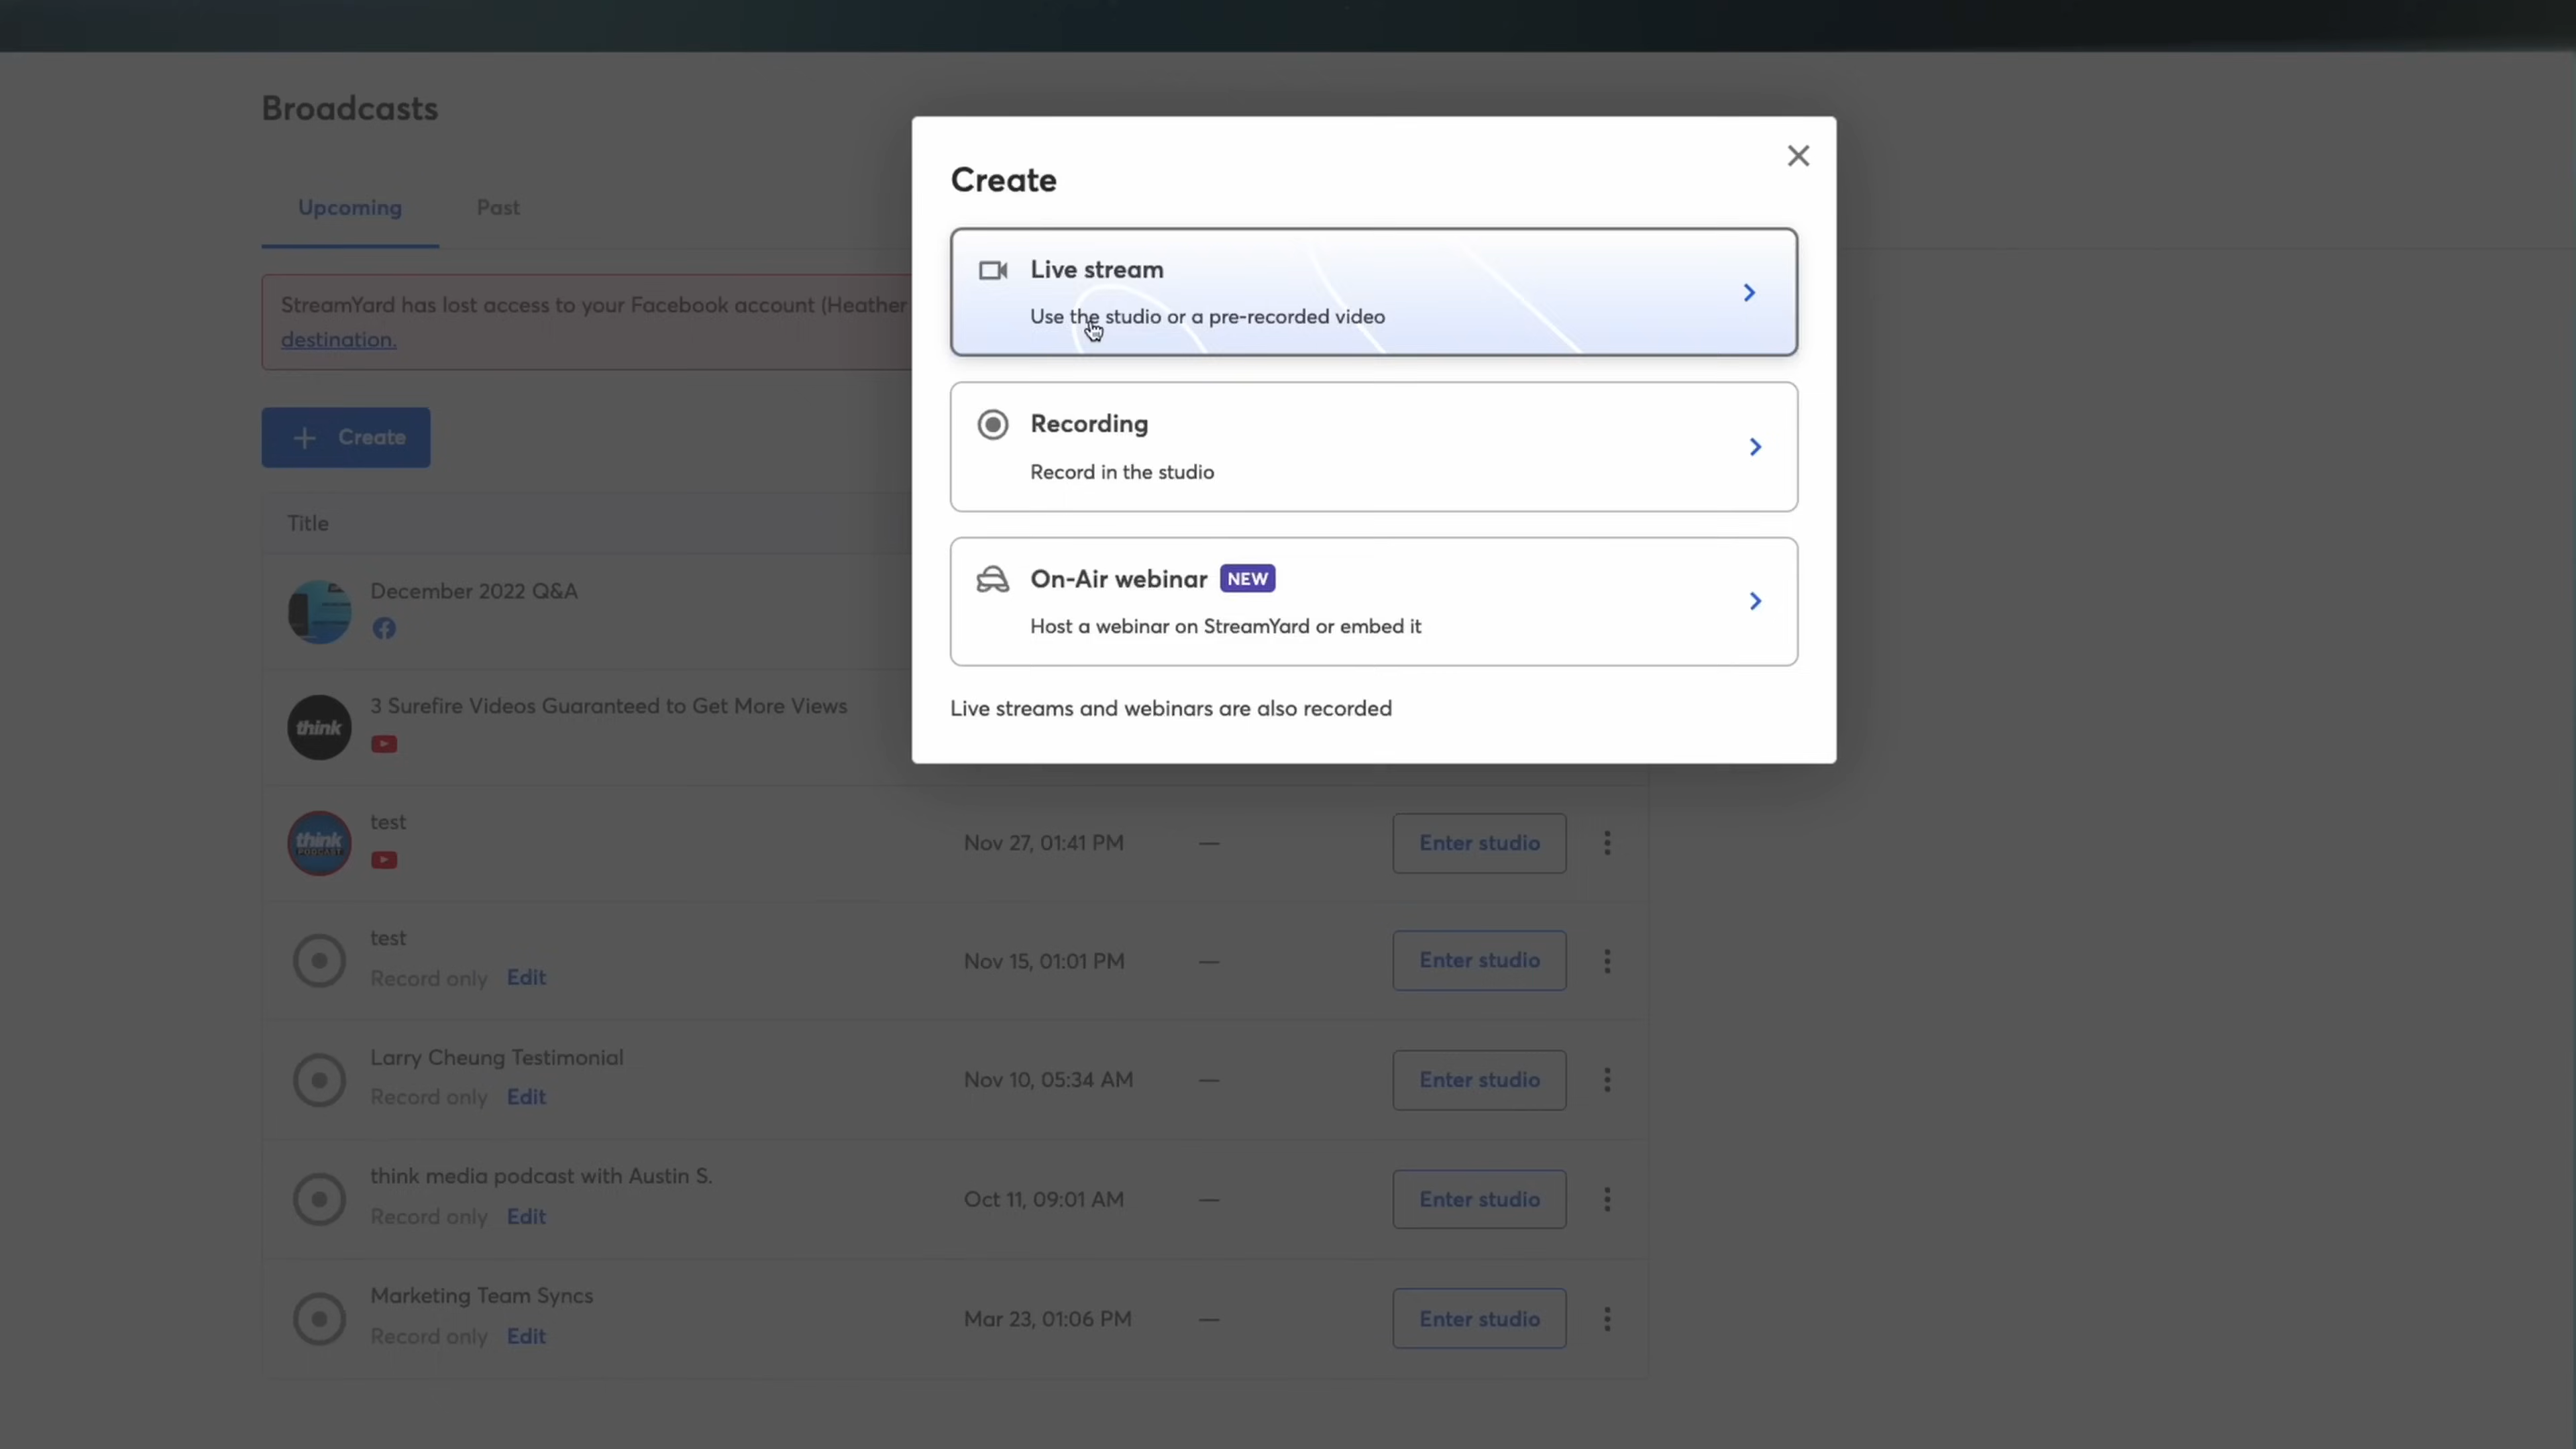 Broadcasts
Upcoming
Past
StreamYard has lost access to your Facebook account (Heather
destination.
Create
Title
December 2022 Q&A
3 Surefire Videos Guaranteed to Get More Views
think
test
think
PODCAST
Nov 27, 01:41 PM
—
Enter studio
test
Record only Edit
Nov 15, 01:01 PM
—
Enter studio
Larry Cheung Testimonial
Record only Edit
Nov 10, 05:34 AM
—
Enter studio
think media podcast with Austin S.
Record only Edit
Oct 11, 09:01 AM
—
Enter studio
Marketing Team Syncs
Record only Edit
Mar 23, 01:06 PM
—
Enter studio
Create
Live stream
Use the studio or a pre-recorded video
Recording
Record in the studio
On-Air webinar NEW
Host a webinar on StreamYard or embed it
Live streams and webinars are also recorded